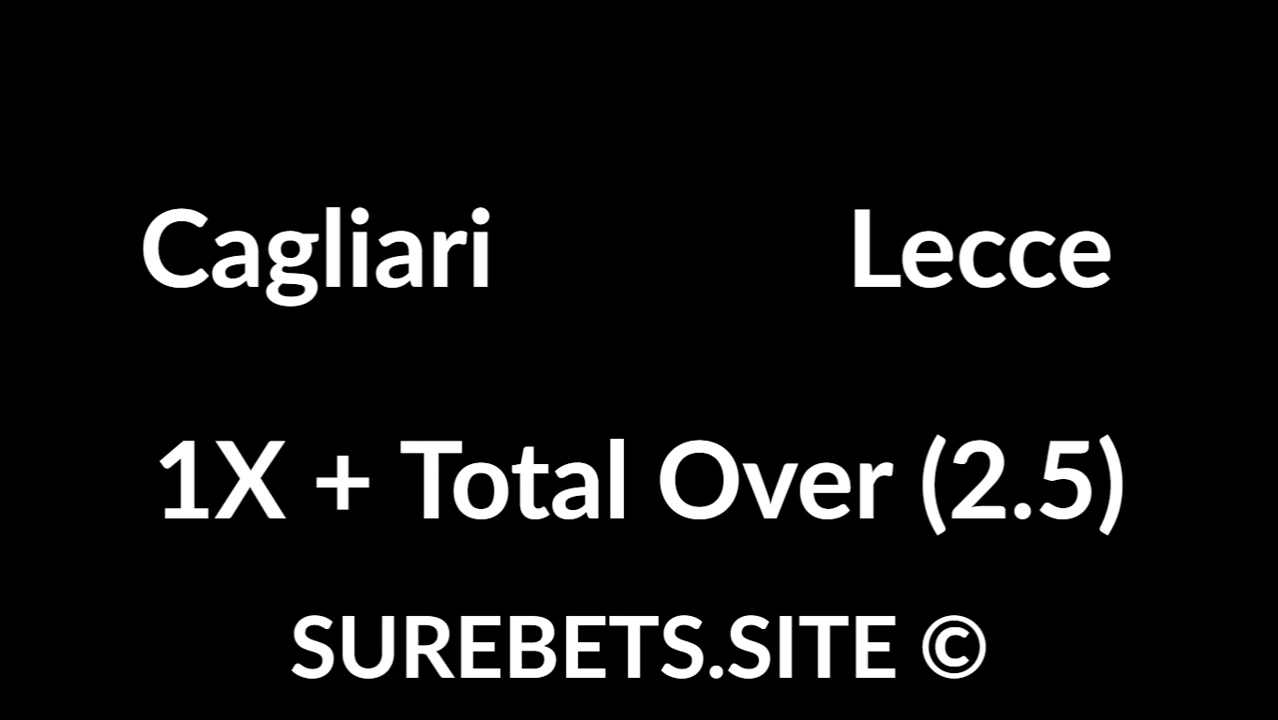 Cagliari Lecce
1X + Total Over (2.5)
SUREBETS.SITE ©